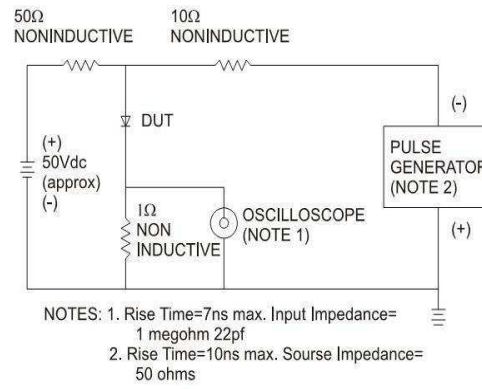 50Ω
NONINDUCTIVE
10Ω
NONINDUCTIVE
DUT
(+)
50Vdc
(approx)
(-)
1Ω
NON
INDUCTIVE
OSCILLOSCOPE
(NOTE 1)
(-)
PULSE
GENERATOR
(NOTE 2)
(+)
NOTES: 1. Rise Time=7ns max. Input Impedance=
1 megohm 22pf
2. Rise Time=10ns max. Sourse Impedance=
50 ohms